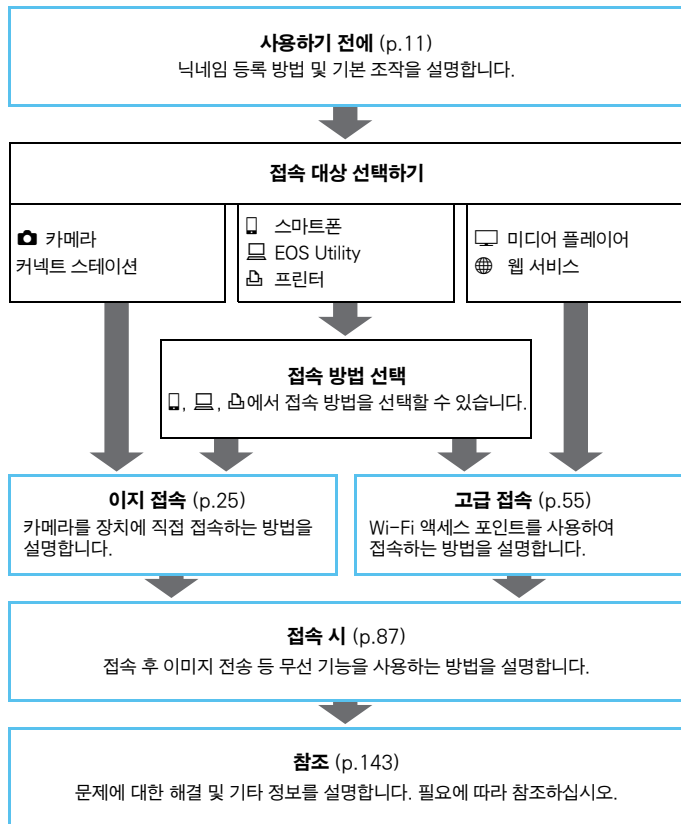 사용하기 전에 (p.11)
닉네임 등록 방법 및 기본 조작을 설명합니다.
접속 대상 선택하기
카메라
커넥트 스테이션
스마트폰
EOS Utility
프린터
미디어 플레이어
웹 서비스
접속 방법 선택
, , 에서 접속 방법을 선택할 수 있습니다.
이지 접속 (p.25)
카메라를 장치에 직접 접속하는 방법을
설명합니다.
고급 접속 (p.55)
Wi-Fi 액세스 포인트를 사용하여
접속하는 방법을 설명합니다.
접속 시 (p.87)
접속 후 이미지 전송 등 무선 기능을 사용하는 방법을 설명합니다.
참조 (p.143)
문제에 대한 해결 및 기타 정보를 설명합니다. 필요에 따라 참조하십시오.